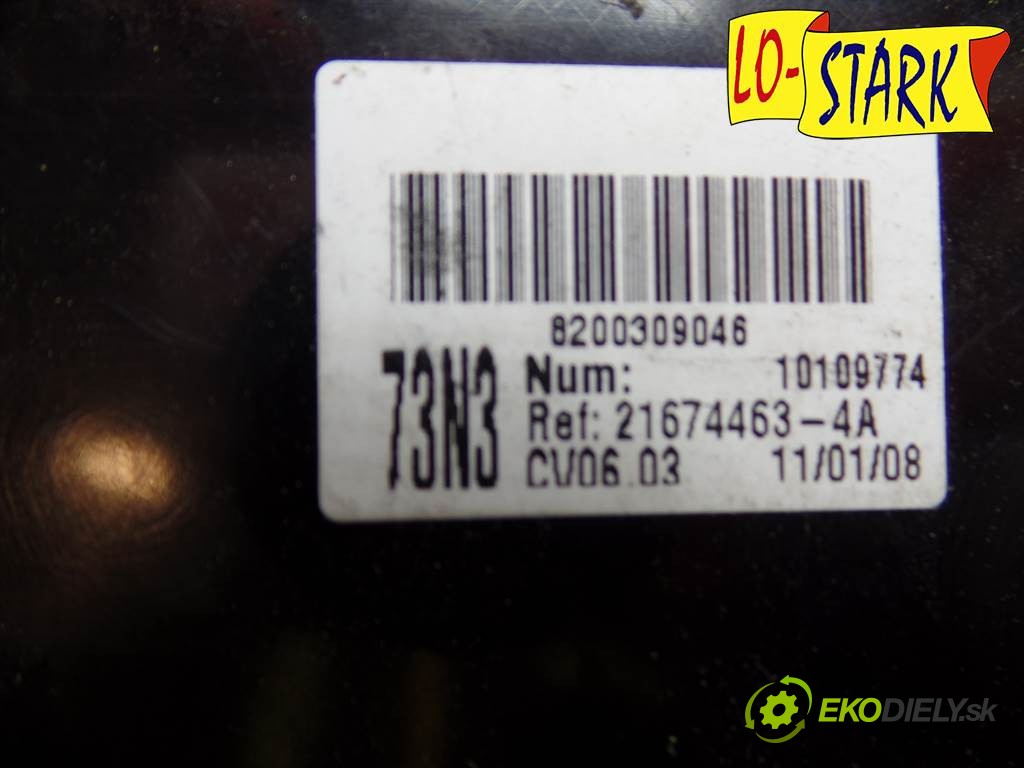 LO-STARK
8200309046
73N3
Num: 10109774
Ref: 21674463-4A
CV06.03 11/01/08
EKODIELY.sk